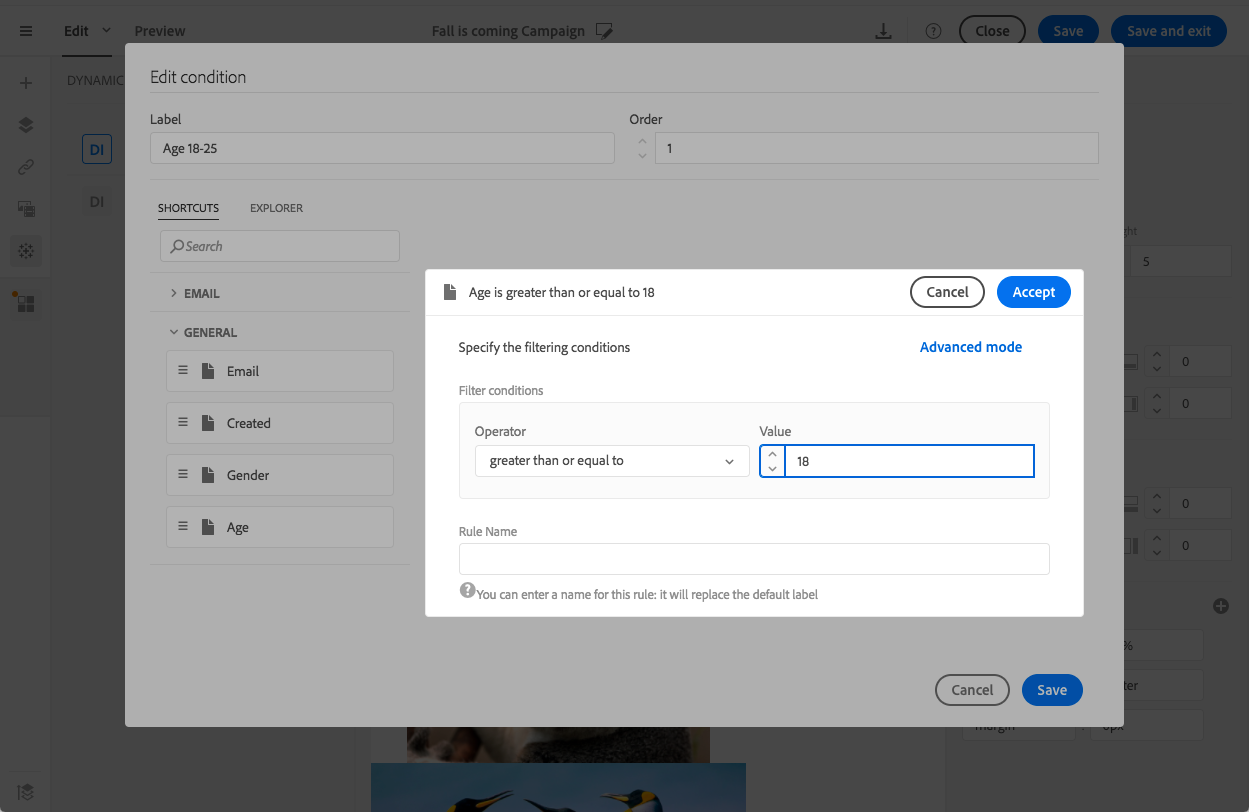 Edit
Preview
Fall is coming Campaign
Close
Save
Save and exit
DYNAMIC
Edit condition
Label
Order
Age 18-25
1
DI
DI
SHORTCUTS
EXPLORER
Search
EMAIL
GENERAL
Email
Created
Gender
Age
Age is greater than or equal to 18
Cancel
Accept
Specify the filtering conditions
Advanced mode
Filter conditions
Operator
Value
greater than or equal to
18
Rule Name
You can enter a name for this rule: it will replace the default label
Cancel
Save
ght
5
0
0
0
0
%
ter
margin
:
0px